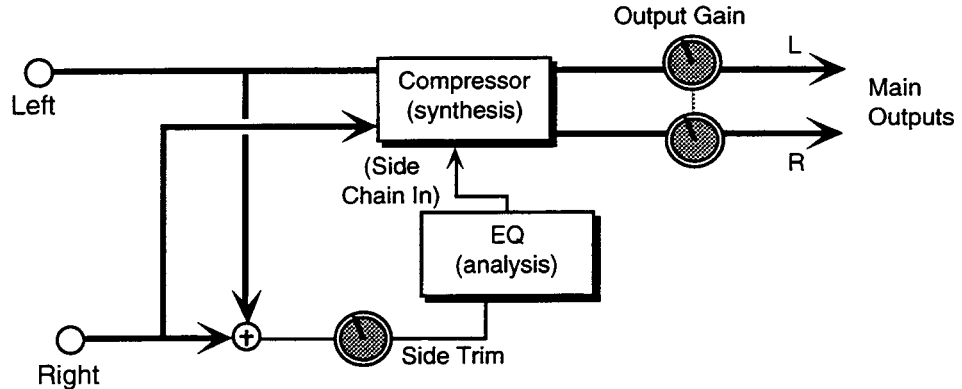 Output Gain
L
Left
Compressor
(synthesis)
Main
Outputs
R
(Side
Chain In)
EQ
(analysis)
+
Side Trim
Right